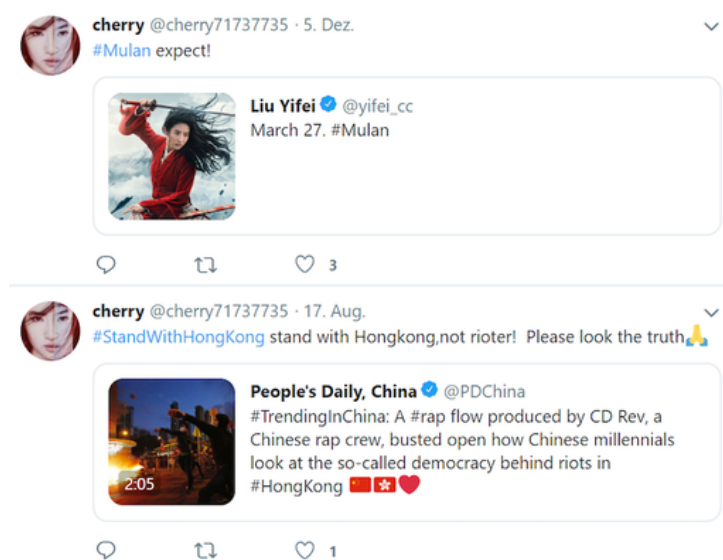 cherry @cherry71737735 · 5. Dez.
#Mulan expect!
Liu Yifei @yifei_cc
March 27. #Mulan
3
cherry @cherry71737735 · 17. Aug.
#StandWithHongKong stand with Hongkong,not rioter! Please look the truth🙏
People's Daily, China @PDChina
#TrendingInChina: A #rap flow produced by CD Rev, a
Chinese rap crew, busted open how Chinese millennials
look at the so-called democracy behind riots in
#HongKong 🇨🇳🇭🇰❤️
2:05
1